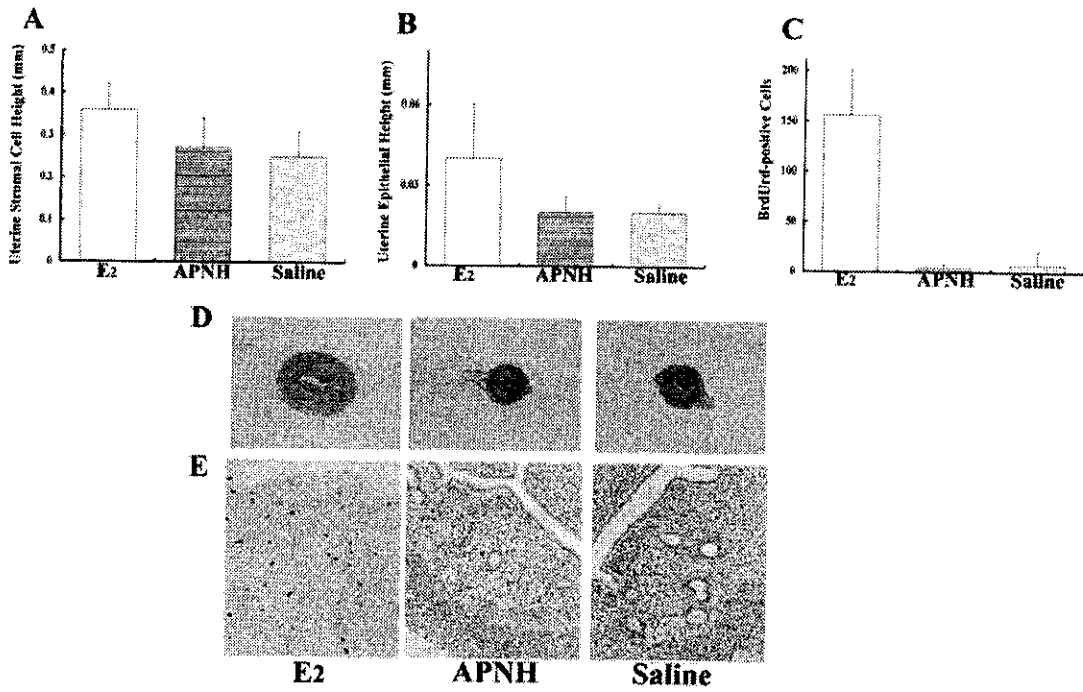 A
Uterine Stromal Cell Height (mm)
0.5
0.4
0.3
0.2
0.1
0
E2 APNH Saline
B
Uterine Epithelial Height (mm)
0.06
0.03
0
E2 APNH Saline
C
BrdUrd-positive Cells
200
150
100
50
0
E2 APNH Saline
D
E
E2 APNH Saline